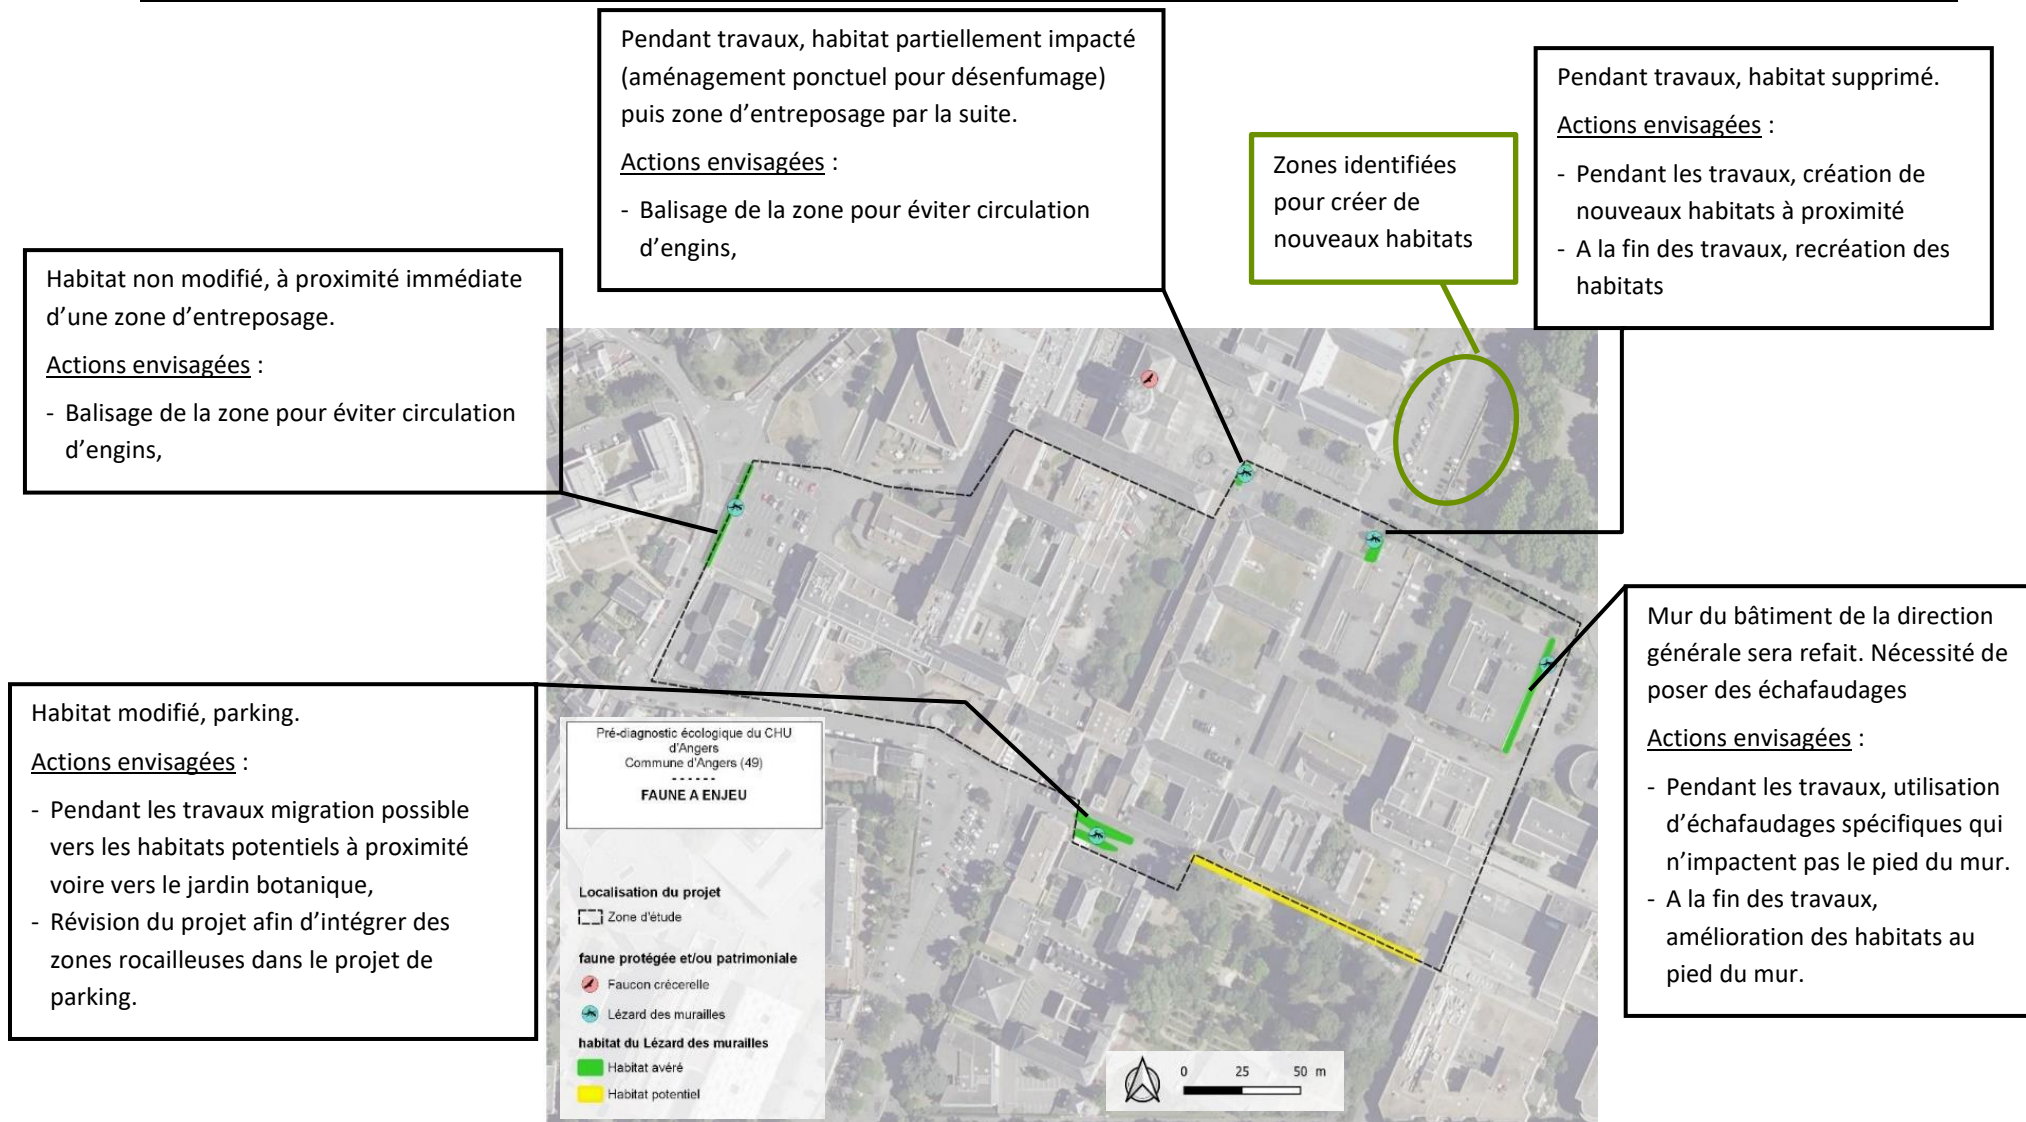 Pendant travaux, habitat partiellement impacté
(aménagement ponctuel pour désenfumage)
puis zone d’entreposage par la suite.
Actions envisagées :
- Balisage de la zone pour éviter circulation
d’engins,
Pendant travaux, habitat supprimé.
Actions envisagées :
- Pendant les travaux, création de
nouveaux habitats à proximité
- A la fin des travaux, recréation des
habitats
Zones identifiées
pour créer de
nouveaux habitats
Habitat non modifié, à proximité immédiate
d’une zone d’entreposage.
Actions envisagées :
- Balisage de la zone pour éviter circulation
d’engins,
Mur du bâtiment de la direction
générale sera refait. Nécessité de
poser des échafaudages
Actions envisagées :
- Pendant les travaux, utilisation
d’échafaudages spécifiques qui
n’impactent pas le pied du mur.
- A la fin des travaux,
amélioration des habitats au
pied du mur.
Habitat modifié, parking.
Actions envisagées :
- Pendant les travaux migration possible
vers les habitats potentiels à proximité
voire vers le jardin botanique,
- Révision du projet afin d’intégrer des
zones rocailleuses dans le projet de
parking.
Pré-diagnostic écologique du CHU
d'Angers
Commune d'Angers (49)
------
FAUNE A ENJEU
Localisation du projet
Zone d'étude
faune protégée et/ou patrimoniale
Faucon crécerelle
Lézard des murailles
habitat du Lézard des murailles
Habitat avéré
Habitat potentiel
0 25 50 m